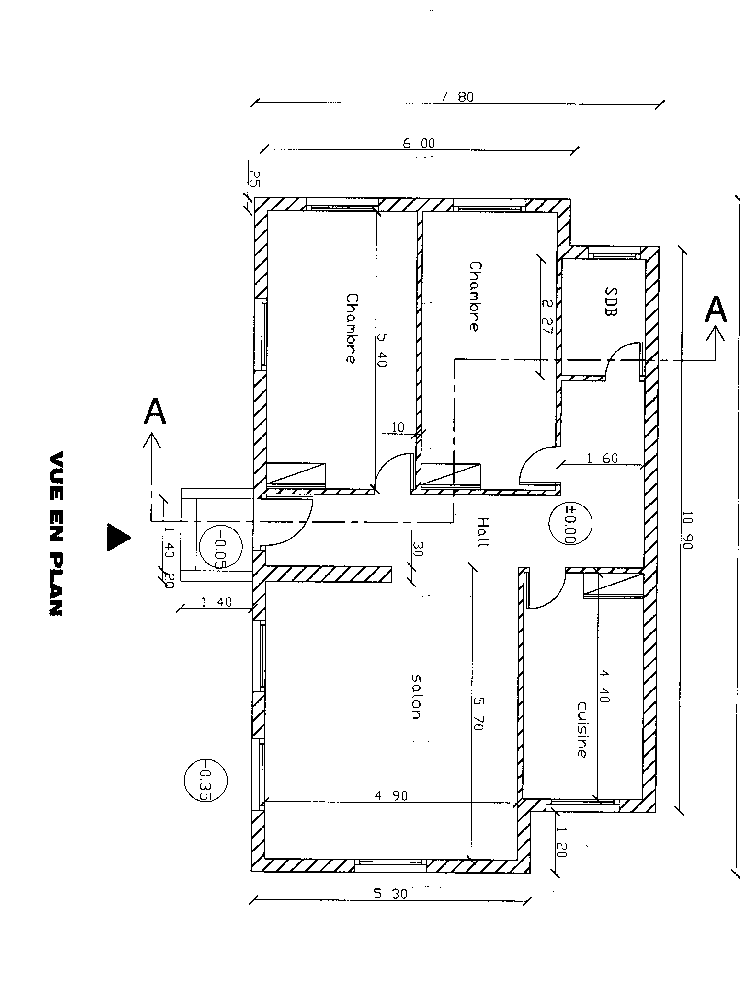 7 80
6 00
25
Chambre
Chambre
SDB
2 27
5 40
A
A
10
1 60
10 90
±0.00
Hall
-0.05
30
1 40
20
1 40
VUE EN PLAN
salon
5 70
4 40
cuisine
-0.35
4 90
1 20
5 30